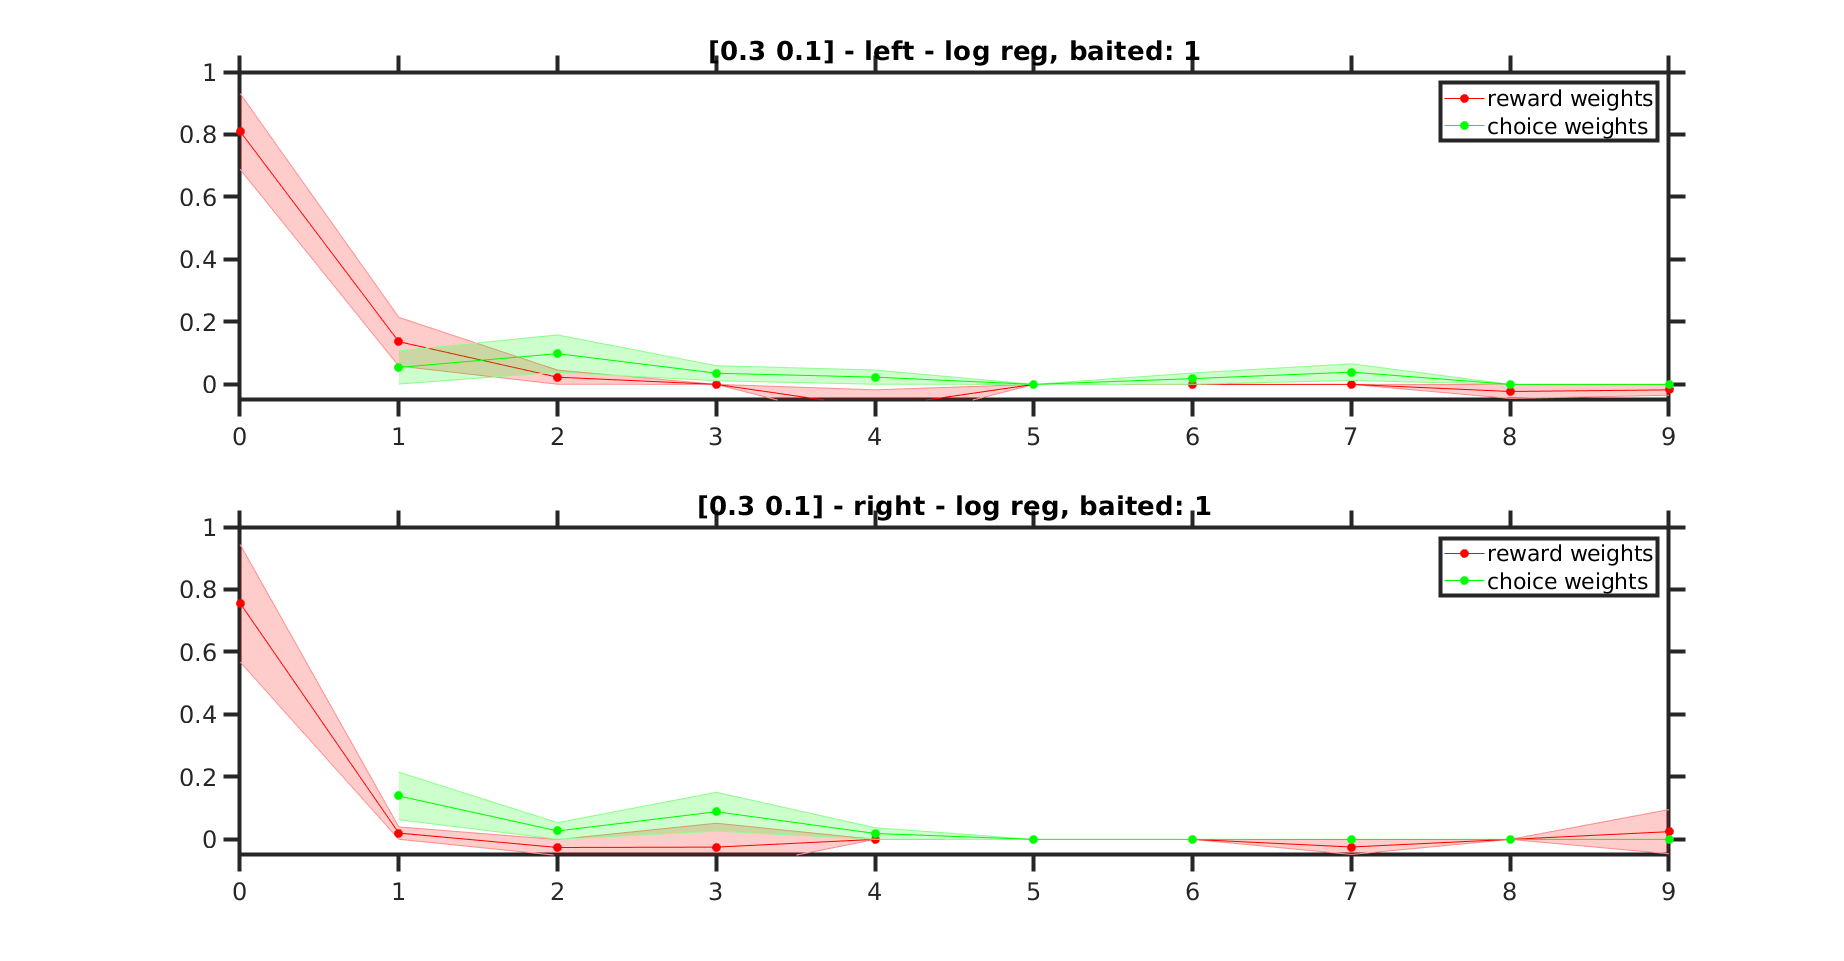 [0.3 0.1] - left - log reg, baited: 1
1
0.8
0.6
0.4
0.2
0
reward weights
choice weights
0 1 2 3 4 5 6 7 8 9
[0.3 0.1] - right - log reg, baited: 1
1
0.8
0.6
0.4
0.2
0
reward weights
choice weights
0 1 2 3 4 5 6 7 8 9